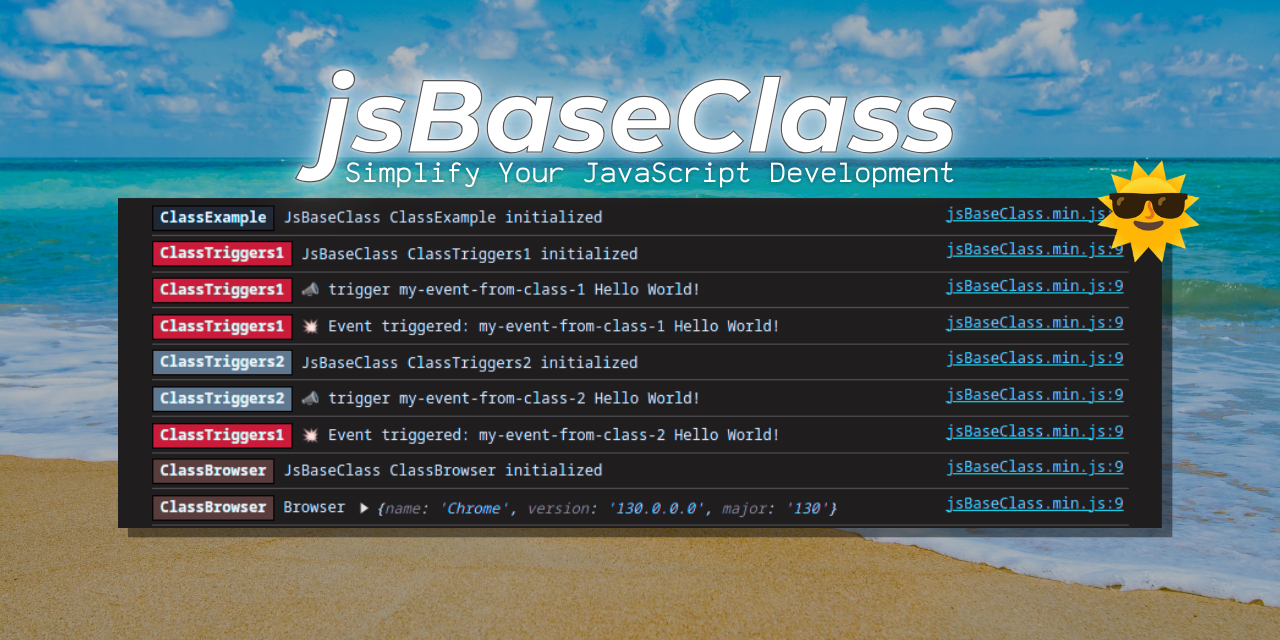 jsBaseClass
Simplify Your JavaScript Development
ClassExample JsBaseClass ClassExample initialized jsBaseClass.min.js
ClassTriggers1 JsBaseClass ClassTriggers1 initialized jsBaseClass.min.js:9
ClassTriggers1 📣 trigger my-event-from-class-1 Hello World! jsBaseClass.min.js:9
ClassTriggers1 💥 Event triggered: my-event-from-class-1 Hello World! jsBaseClass.min.js:9
ClassTriggers2 JsBaseClass ClassTriggers2 initialized jsBaseClass.min.js:9
ClassTriggers2 📣 trigger my-event-from-class-2 Hello World! jsBaseClass.min.js:9
ClassTriggers1 💥 Event triggered: my-event-from-class-2 Hello World! jsBaseClass.min.js:9
ClassBrowser JsBaseClass ClassBrowser initialized jsBaseClass.min.js:9
ClassBrowser Browser ▶ {name: 'Chrome', version: '130.0.0.0', major: '130'} jsBaseClass.min.js:9